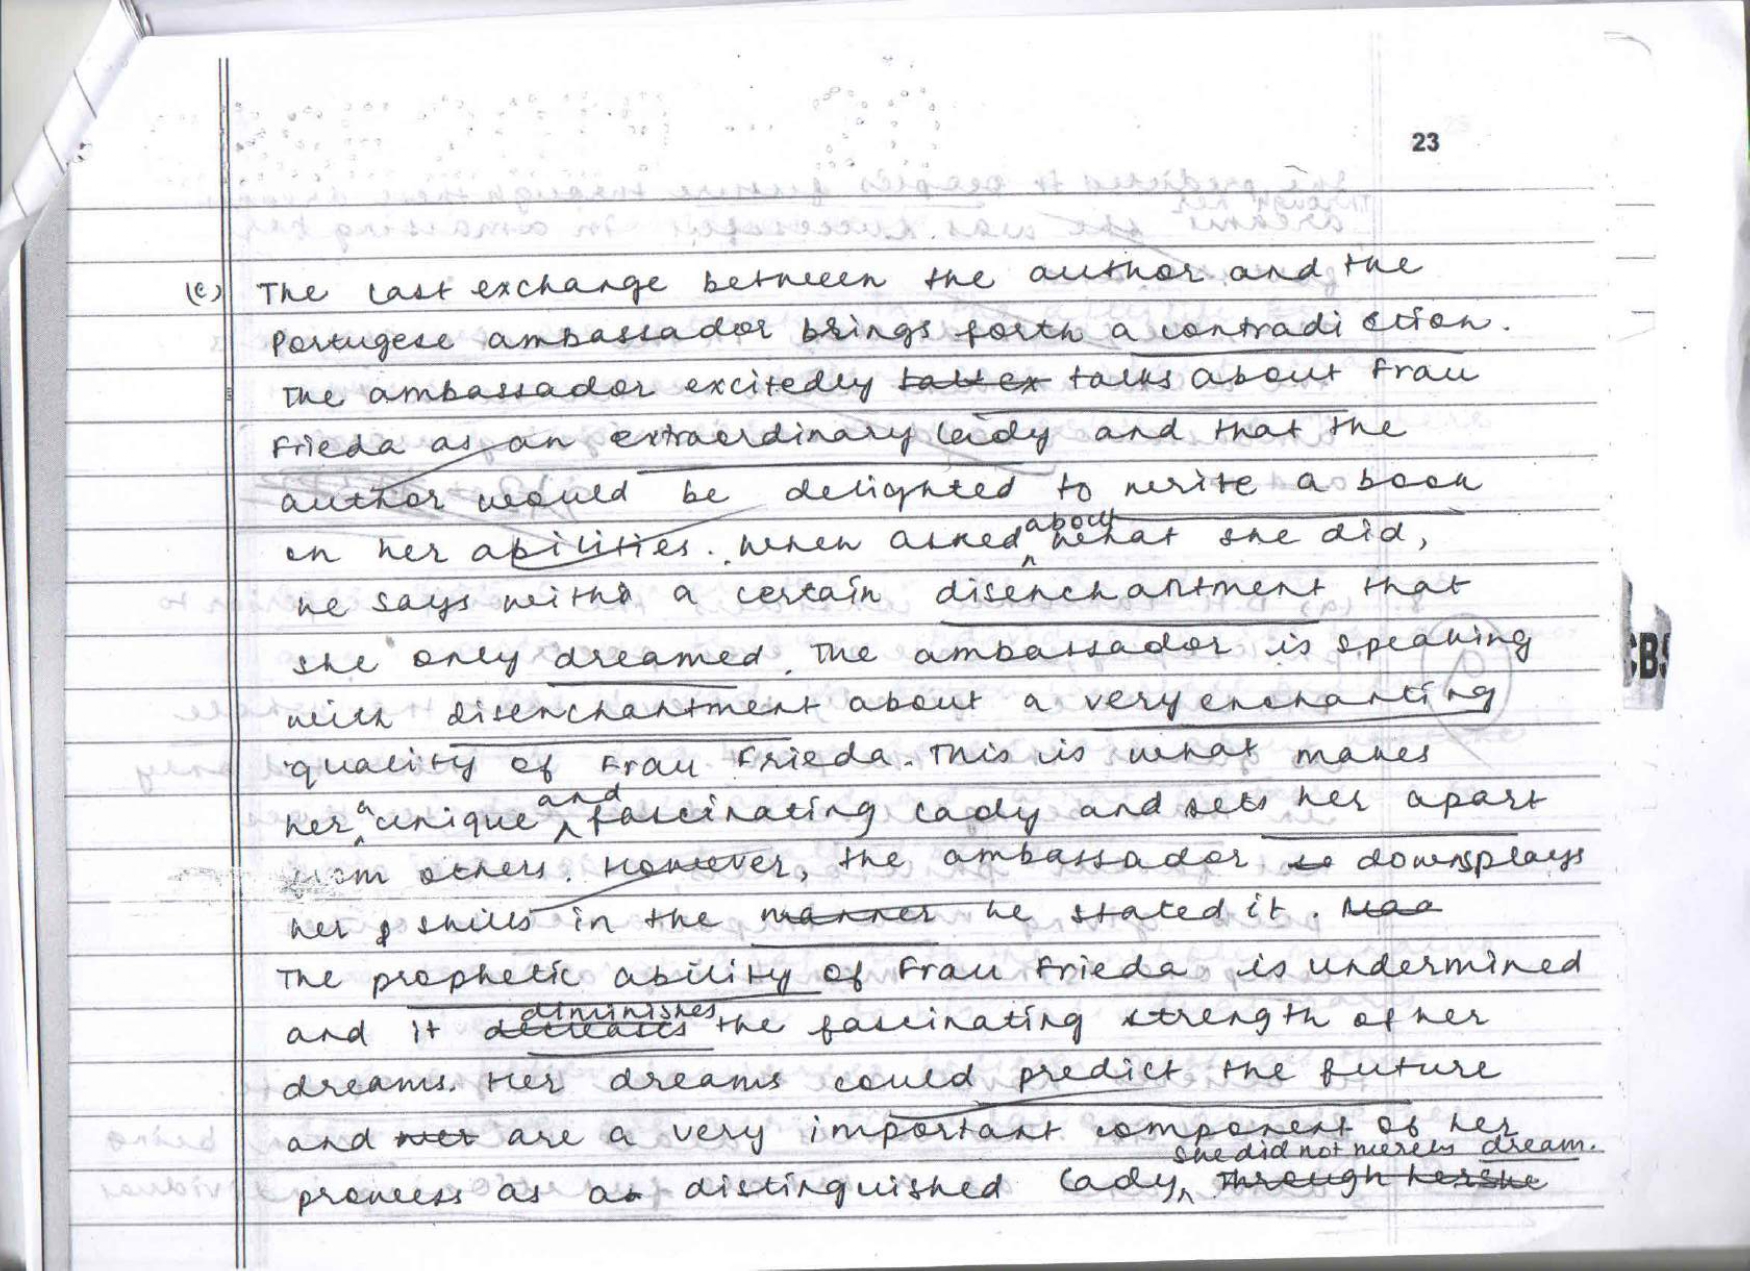 23
(c) The last exchange between the author and the
Portugese ambassador brings forth a contradiction.
The ambassador excitedly talks about Frau
Frieda as an extraordinary lady and that the
author would be delighted to write a book
on her abilities. When asked about what she did,
he says with a certain disenchantment that
she only dreamed. The ambassador is speaking
with disenchantment about a very enchanting
quality of Frau Frieda. This is what makes
her a unique and fascinating lady and sets her apart
from others. However, the ambassador downsplays
her skills in the manner he stated it.
The prophetic ability of Frau Frieda is undermined
and it diminishes the fascinating strength of her
dreams. Her dreams could predict the future
and are a very important component of her
prowess as a distinguished lady, she did not merely dream.
CBS